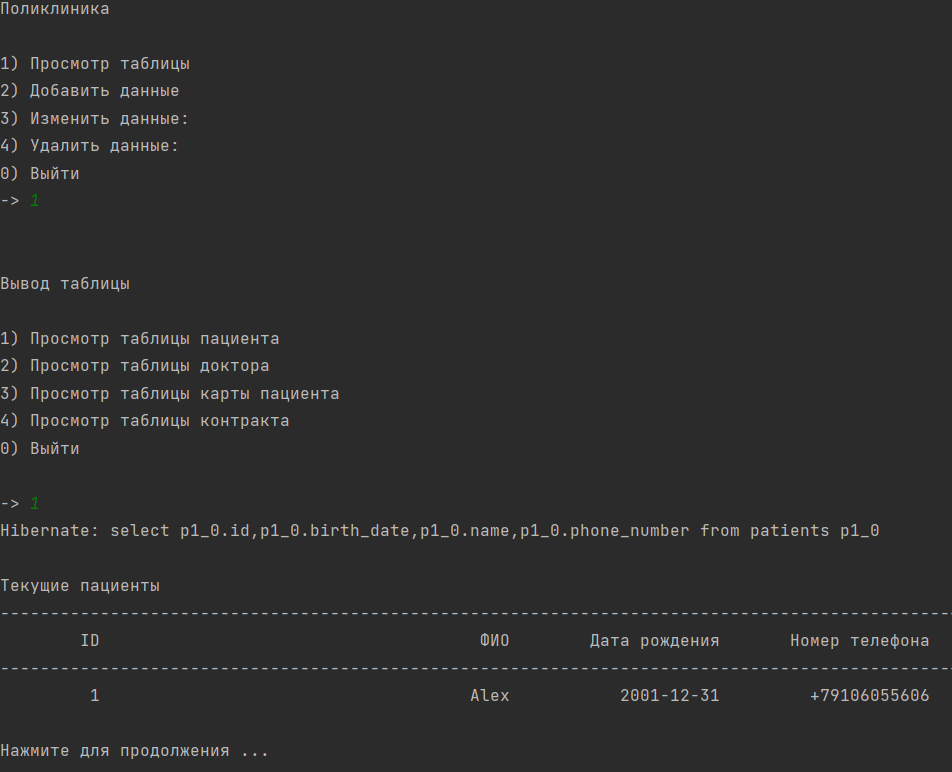 Поликлиника
1) Просмотр таблицы
2) Добавить данные
3) Изменить данные:
4) Удалить данные:
0) Выйти
-> 1
Вывод таблицы
1) Просмотр таблицы пациента
2) Просмотр таблицы доктора
3) Просмотр таблицы карты пациента
4) Просмотр таблицы контракта
0) Выйти
-> 1
Hibernate: select p1_0.id,p1_0.birth_date,p1_0.name,p1_0.phone_number from patients p1_0
Текущие пациенты
-----------------------------------------------------------------------------------------------
ID ФИО Дата рождения Номер телефона
-----------------------------------------------------------------------------------------------
1 Alex 2001-12-31 +79106055606
Нажмите для продолжения ...